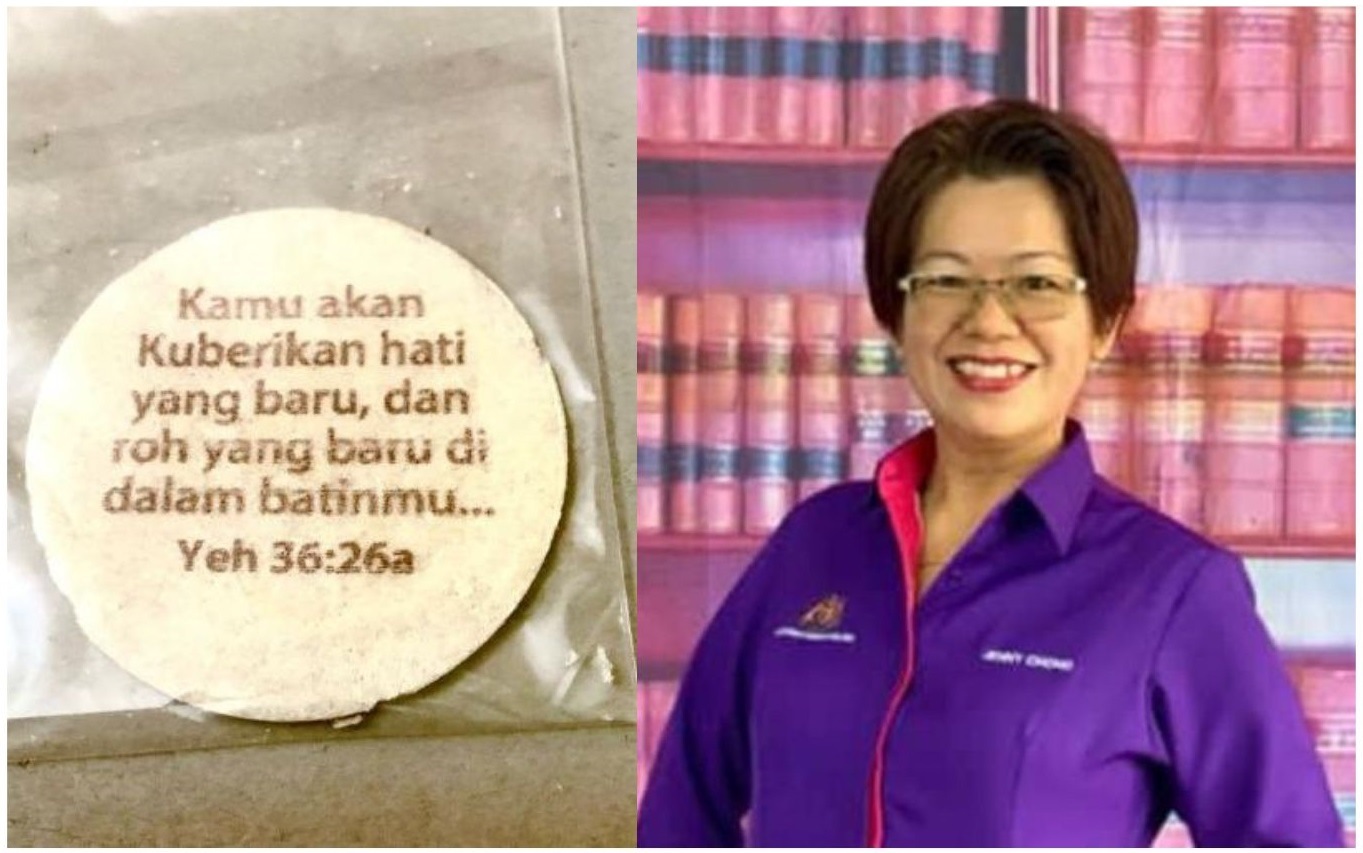 Kamu akan
Kuberikan hati
yang baru, dan
roh yang baru di
dalam batinmu...
Yeh 36:26a
JENNY CHONG